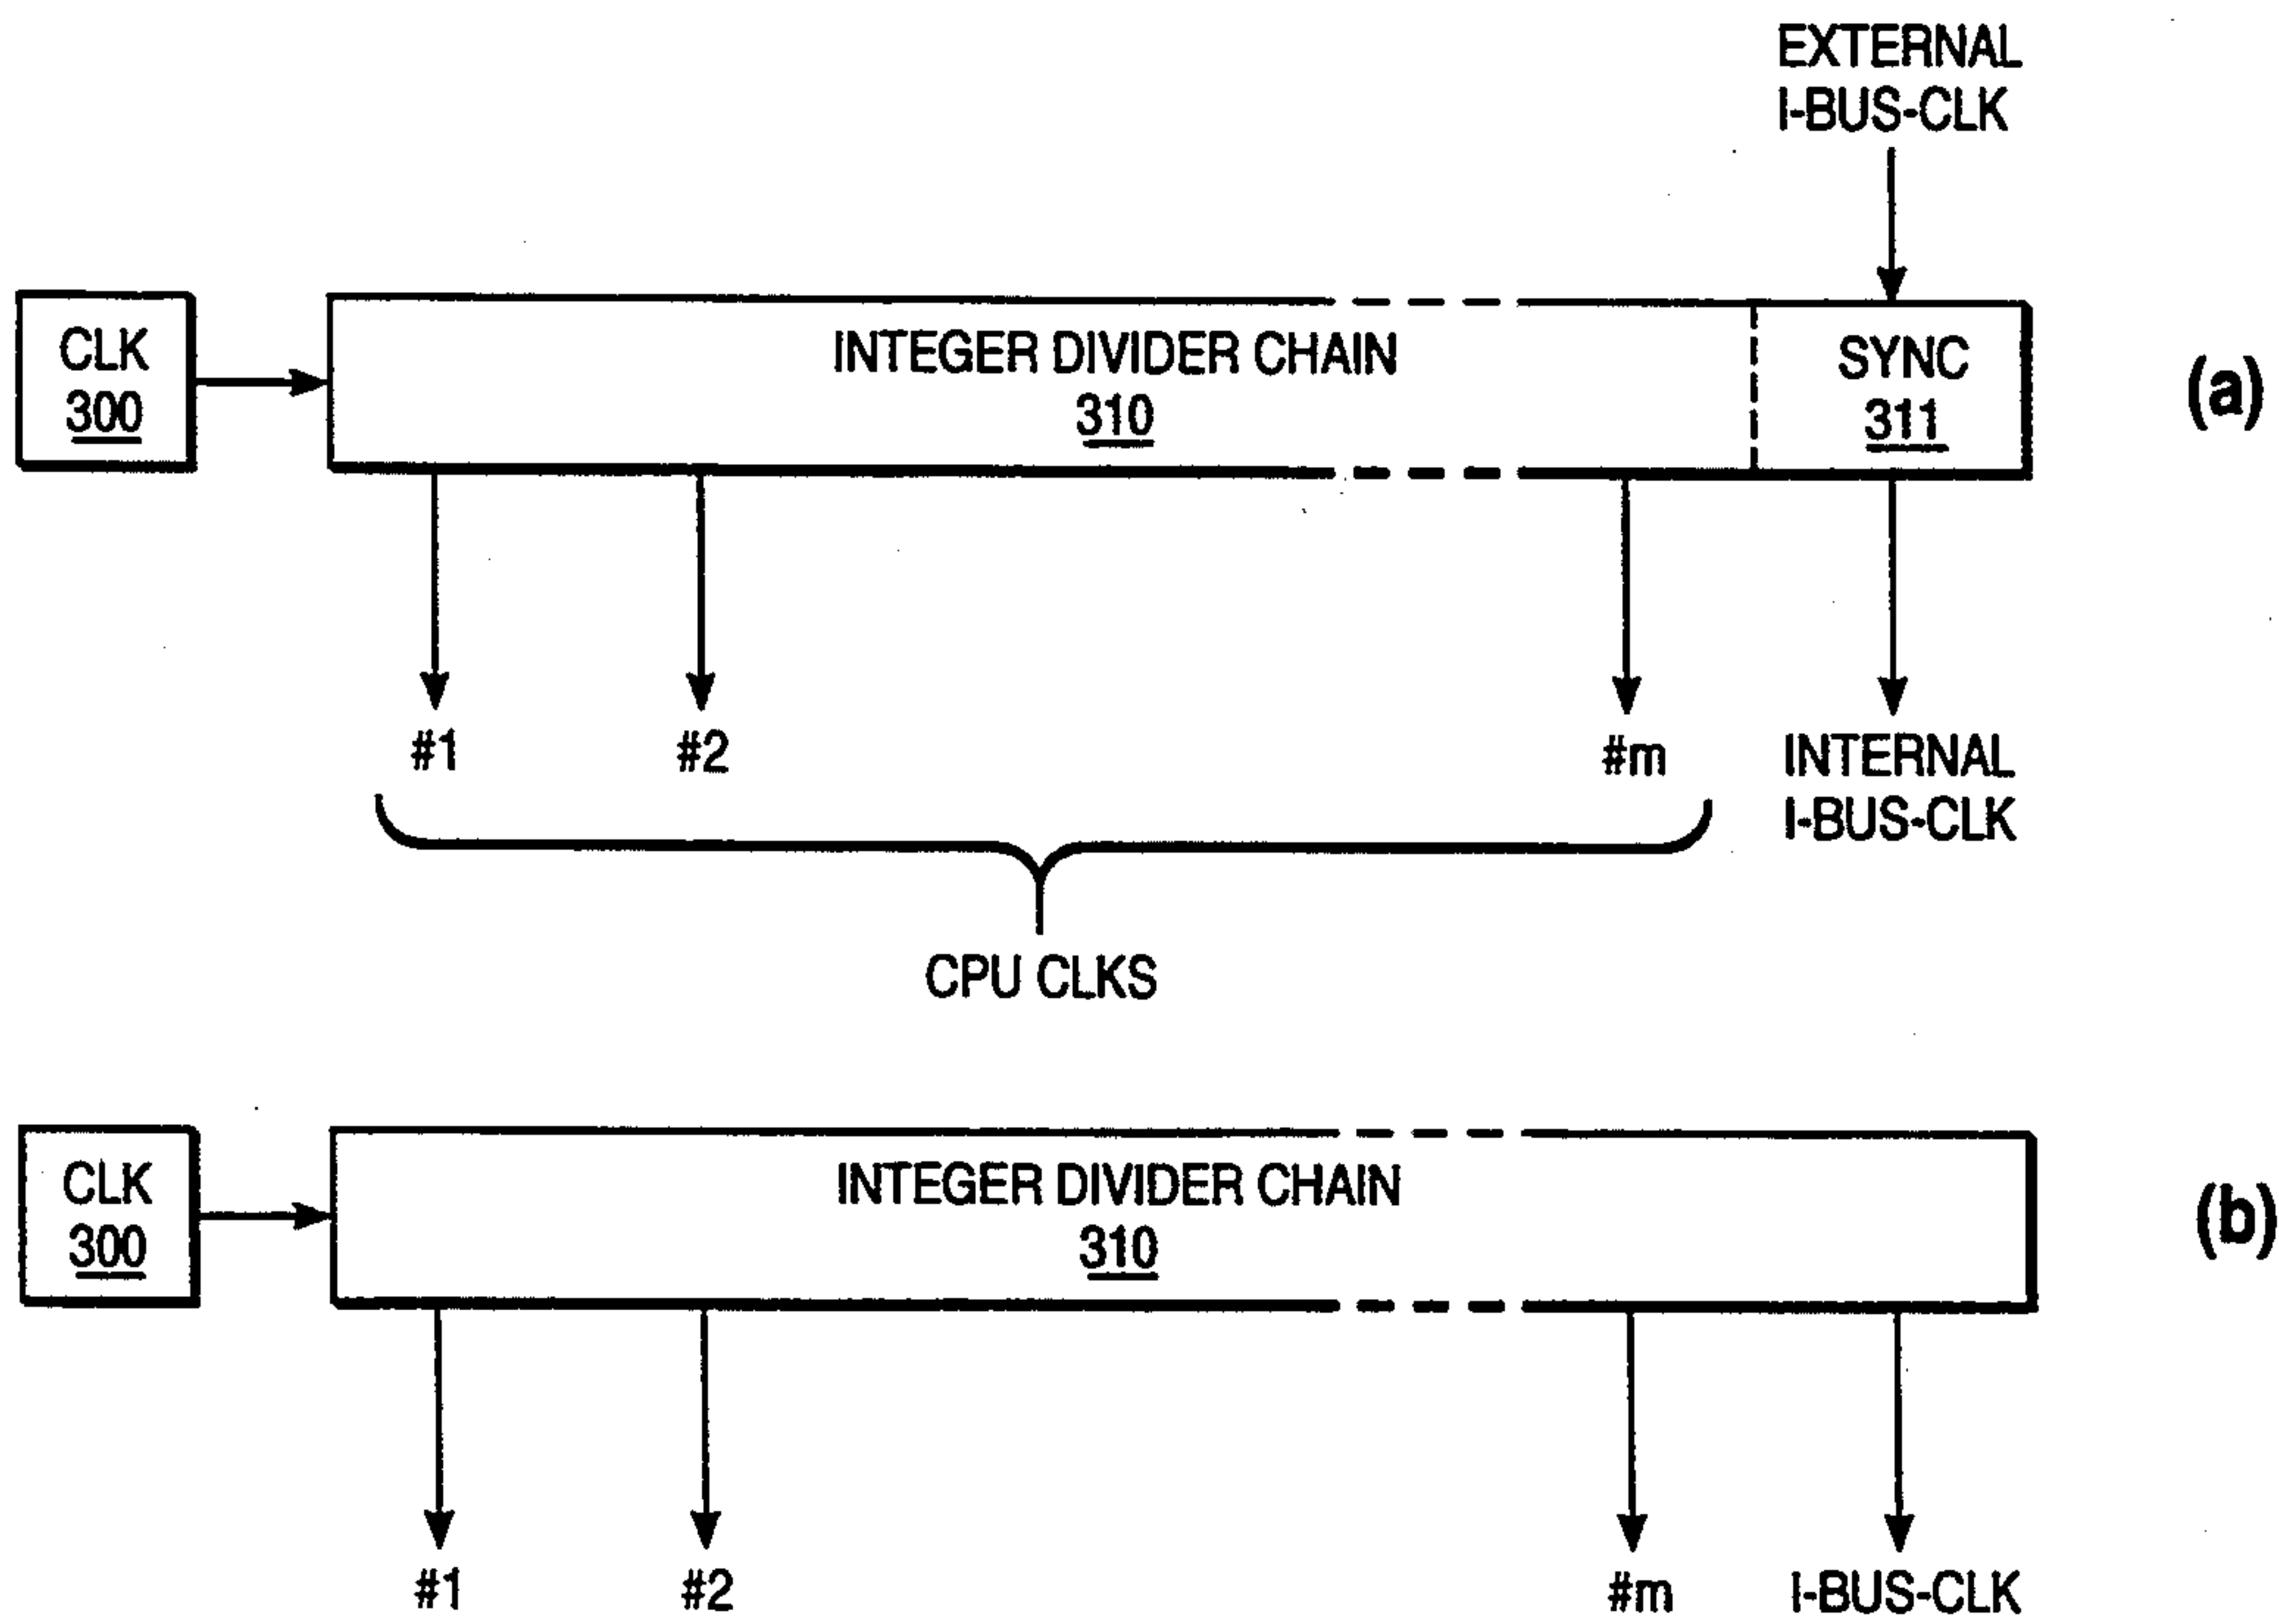 EXTERNAL
I-BUS-CLK
CLK
300
INTEGER DIVIDER CHAIN
310
SYNC
311
(a)
#1
#2
#m
INTERNAL
I-BUS-CLK
CPU CLKS
CLK
300
INTEGER DIVIDER CHAIN
310
(b)
#1
#2
#m
I-BUS-CLK